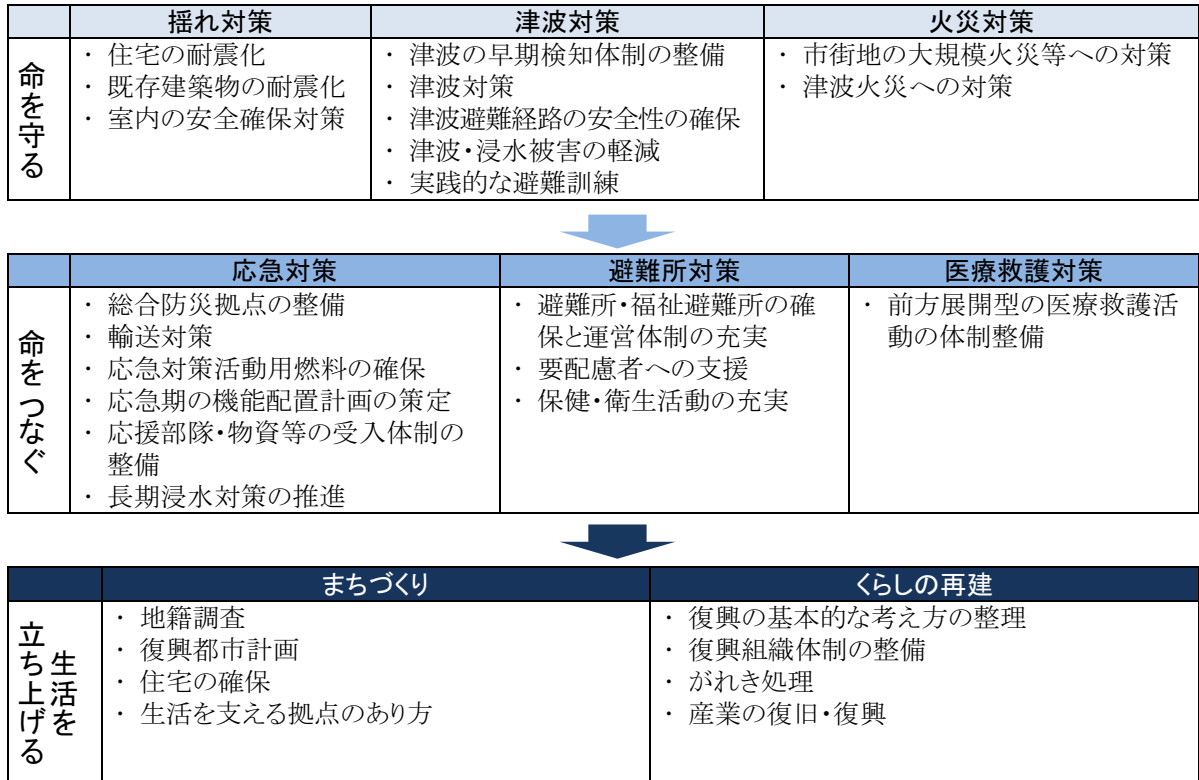 揺れ対策
津波対策
火災対策
命を守る
・ 住宅の耐震化
・ 既存建築物の耐震化
・ 室内の安全確保対策
・ 津波の早期検知体制の整備
・ 津波対策
・ 津波避難経路の安全性の確保
・ 津波・浸水被害の軽減
・ 実践的な避難訓練
・ 市街地の大規模火災等への対策
・ 津波火災への対策
応急対策
避難所対策
医療救護対策
命をつなぐ
・ 総合防災拠点の整備
・ 輸送対策
・ 応急対策活動用燃料の確保
・ 応急期の機能配置計画の策定
・ 応援部隊・物資等の受入体制の
整備
・ 長期浸水対策の推進
・ 避難所・福祉避難所の確
保と運営体制の充実
・ 要配慮者への支援
・ 保健・衛生活動の充実
・ 前方展開型の医療救護活
動の体制整備
まちづくり
くらしの再建
生活を
立ち上げる
・ 地籍調査
・ 復興都市計画
・ 住宅の確保
・ 生活を支える拠点のあり方
・ 復興の基本的な考え方の整理
・ 復興組織体制の整備
・ がれき処理
・ 産業の復旧・復興